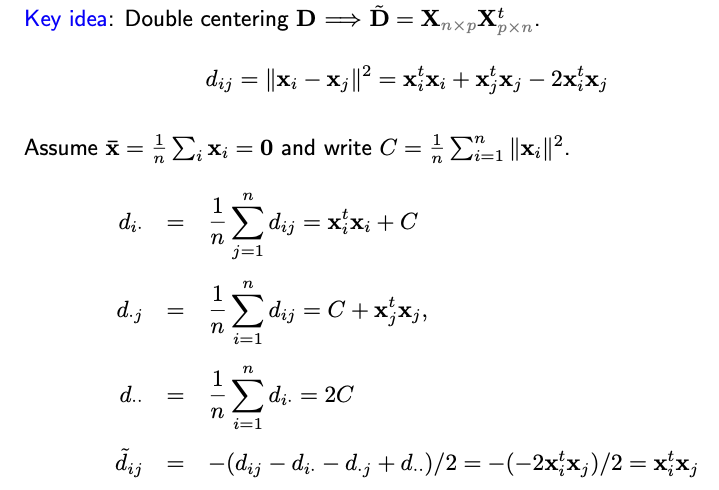 Key idea: Double centering D ⟹ D̃ = X_{n×p}X^t_{p×n}.
d_{ij} = ‖x_i − x_j‖² = x_i^t x_i + x_j^t x_j − 2x_i^t x_j
Assume x̄ = 1/n ∑_i x_i = 0 and write C = 1/n ∑_{i=1}^n ‖x_i‖².
d_{i·} = 1/n ∑_{j=1}^n d_{ij} = x_i^t x_i + C
d_{·j} = 1/n ∑_{i=1}^n d_{ij} = C + x_j^t x_j,
d_{··} = 1/n ∑_{i=1}^n d_{i·} = 2C
d̃_{ij} = −(d_{ij} − d_{i·} − d_{·j} + d_{··})/2 = −(−2x_i^t x_j)/2 = x_i^t x_j